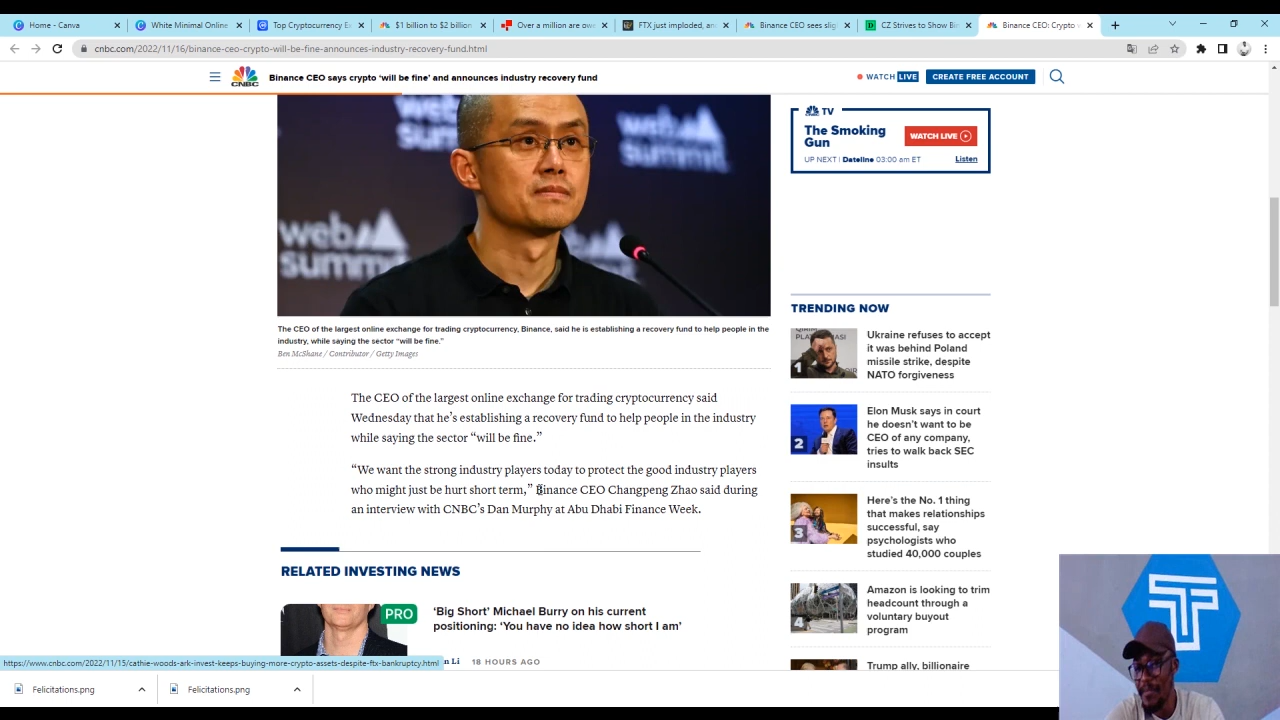 Home - Canva
White Minimal Online
Top Cryptocurrency E
$1 billion to $2 billion
Over a million are owe
FTX just imploded, an
Binance CEO sees slig
CZ Strives to Show Bi
Binance CEO: Crypto w
cnbc.com/2022/11/16/binance-ceo-crypto-will-be-fine-announces-industry-recovery-fund.html
CNBC
Binance CEO says crypto ‘will be fine’ and announces industry recovery fund
WATCH LIVE
CREATE FREE ACCOUNT
web summit
web summit
web summit
The CEO of the largest online exchange for trading cryptocurrency, Binance, said he is establishing a recovery fund to help people in the
industry, while saying the sector “will be fine.”
Ben McShane / Contributor / Getty Images
The CEO of the largest online exchange for trading cryptocurrency said
Wednesday that he’s establishing a recovery fund to help people in the industry
while saying the sector “will be fine.”
“We want the strong industry players today to protect the good industry players
who might just be hurt short term,” Binance CEO Changpeng Zhao said during
an interview with CNBC’s Dan Murphy at Abu Dhabi Finance Week.
RELATED INVESTING NEWS
PRO
‘Big Short’ Michael Burry on his current
positioning: ‘You have no idea how short I am’
n Li
18 HOURS AGO
TV
The Smoking
Gun
WATCH LIVE
UP NEXT | Dateline 03:00 am ET
Listen
TRENDING NOW
1
Ukraine refuses to accept
it was behind Poland
missile strike, despite
NATO forgiveness
2
Elon Musk says in court
he doesn’t want to be
CEO of any company,
tries to walk back SEC
insults
3
Here’s the No. 1 thing
that makes relationships
successful, say
psychologists who
studied 40,000 couples
4
Amazon is looking to trim
headcount through a
voluntary buyout
program
Trump ally, billionaire
https://www.cnbc.com/2022/11/15/cathie-woods-ark-invest-keeps-buying-more-crypto-assets-despite-ftx-bankruptcy.html
Felicitations.png
Felicitations.png